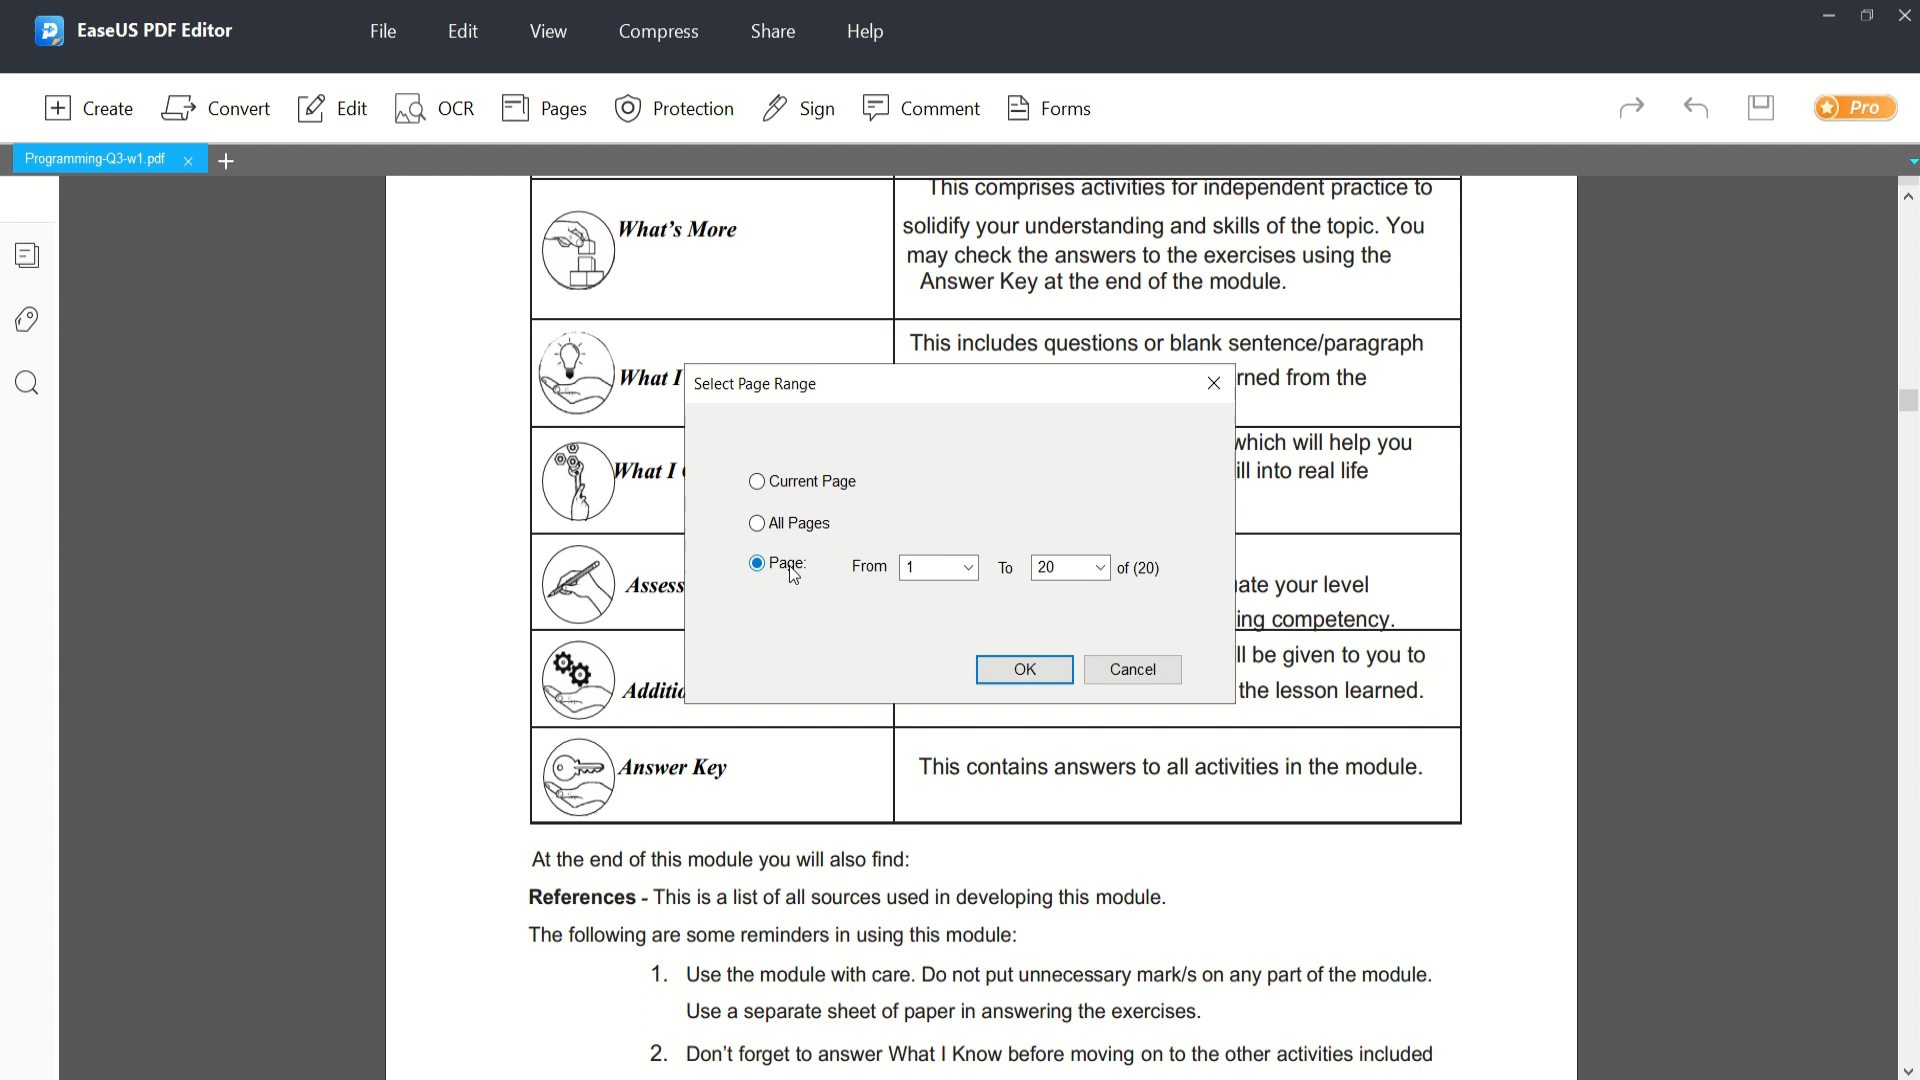 EaseUS PDF Editor
File Edit View Compress Share Help
Create Convert Edit OCR Pages Protection Sign Comment Forms Pro
Programming-Q3-w1.pdf
This comprises activities for independent practice to
What's More
solidify your understanding and skills of the topic. You
may check the answers to the exercises using the
Answer Key at the end of the module.
This includes questions or blank sentence/paragraph
What I
rned from the
Select Page Range
which will help you
What I
ill into real life
Current Page
All Pages
Page: From 1 To 20 of (20)
Assess
ate your level
ing competency.
ll be given to you to
OK Cancel
Additio
the lesson learned.
Answer Key
This contains answers to all activities in the module.
At the end of this module you will also find:
References - This is a list of all sources used in developing this module.
The following are some reminders in using this module:
1. Use the module with care. Do not put unnecessary mark/s on any part of the module.
Use a separate sheet of paper in answering the exercises.
2. Don't forget to answer What I Know before moving on to the other activities included